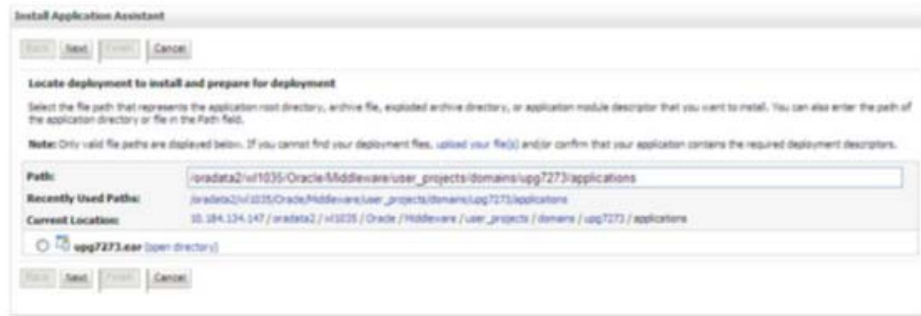 Install Application Assistant
Back Next Finish Cancel
Locate deployment to install and prepare for deployment
Select the file path that represents the application root directory, archive file, exploded archive directory, or application module descriptor that you want to install. You can also enter the path of
the application directory or file in the Path field.
Note: Only valid file paths are displayed below. If you cannot find your deployment files, upload your file(s) and/or confirm that your application contains the required deployment descriptors.
Path: /oradata2/wl1035/Oracle/Middleware/user_projects/domains/upg7273/applications
Recently Used Paths: /oradata2/wl1035/Oracle/Middleware/user_projects/domains/upg7273/applications
Current Location: 10.184.134.147 / oradata2 / wl1035 / Oracle / Middleware / user_projects / domains / upg7273 / applications
upg7273.ear (open directory)
Back Next Finish Cancel